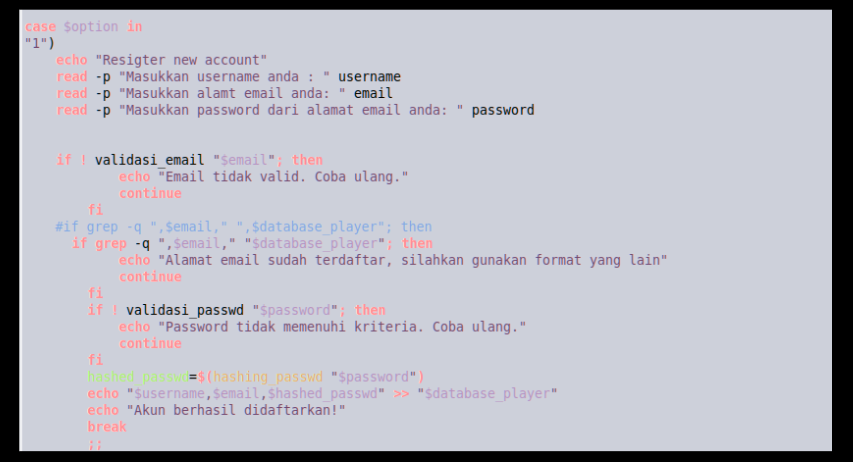 case $option in
"1")
    echo "Resigter new account"
    read -p "Masukkan username anda : " username
    read -p "Masukkan alamt email anda: " email
    read -p "Masukkan password dari alamat email anda: " password
    if ! validasi_email "$email"; then
            echo "Email tidak valid. Coba ulang."
            continue
        fi
    #if grep -q ",$email," ",$database_player"; then
      if grep -q ",$email," "$database_player"; then
            echo "Alamat email sudah terdaftar, silahkan gunakan format yang lain"
            continue
        fi
        if ! validasi_passwd "$password"; then
            echo "Password tidak memenuhi kriteria. Coba ulang."
            continue
        fi
        hashed_passwd=$(hashing_passwd "$password")
        echo "$username,$email,$hashed_passwd" >> "$database_player"
        echo "Akun berhasil didaftarkan!"
        break
        ;;